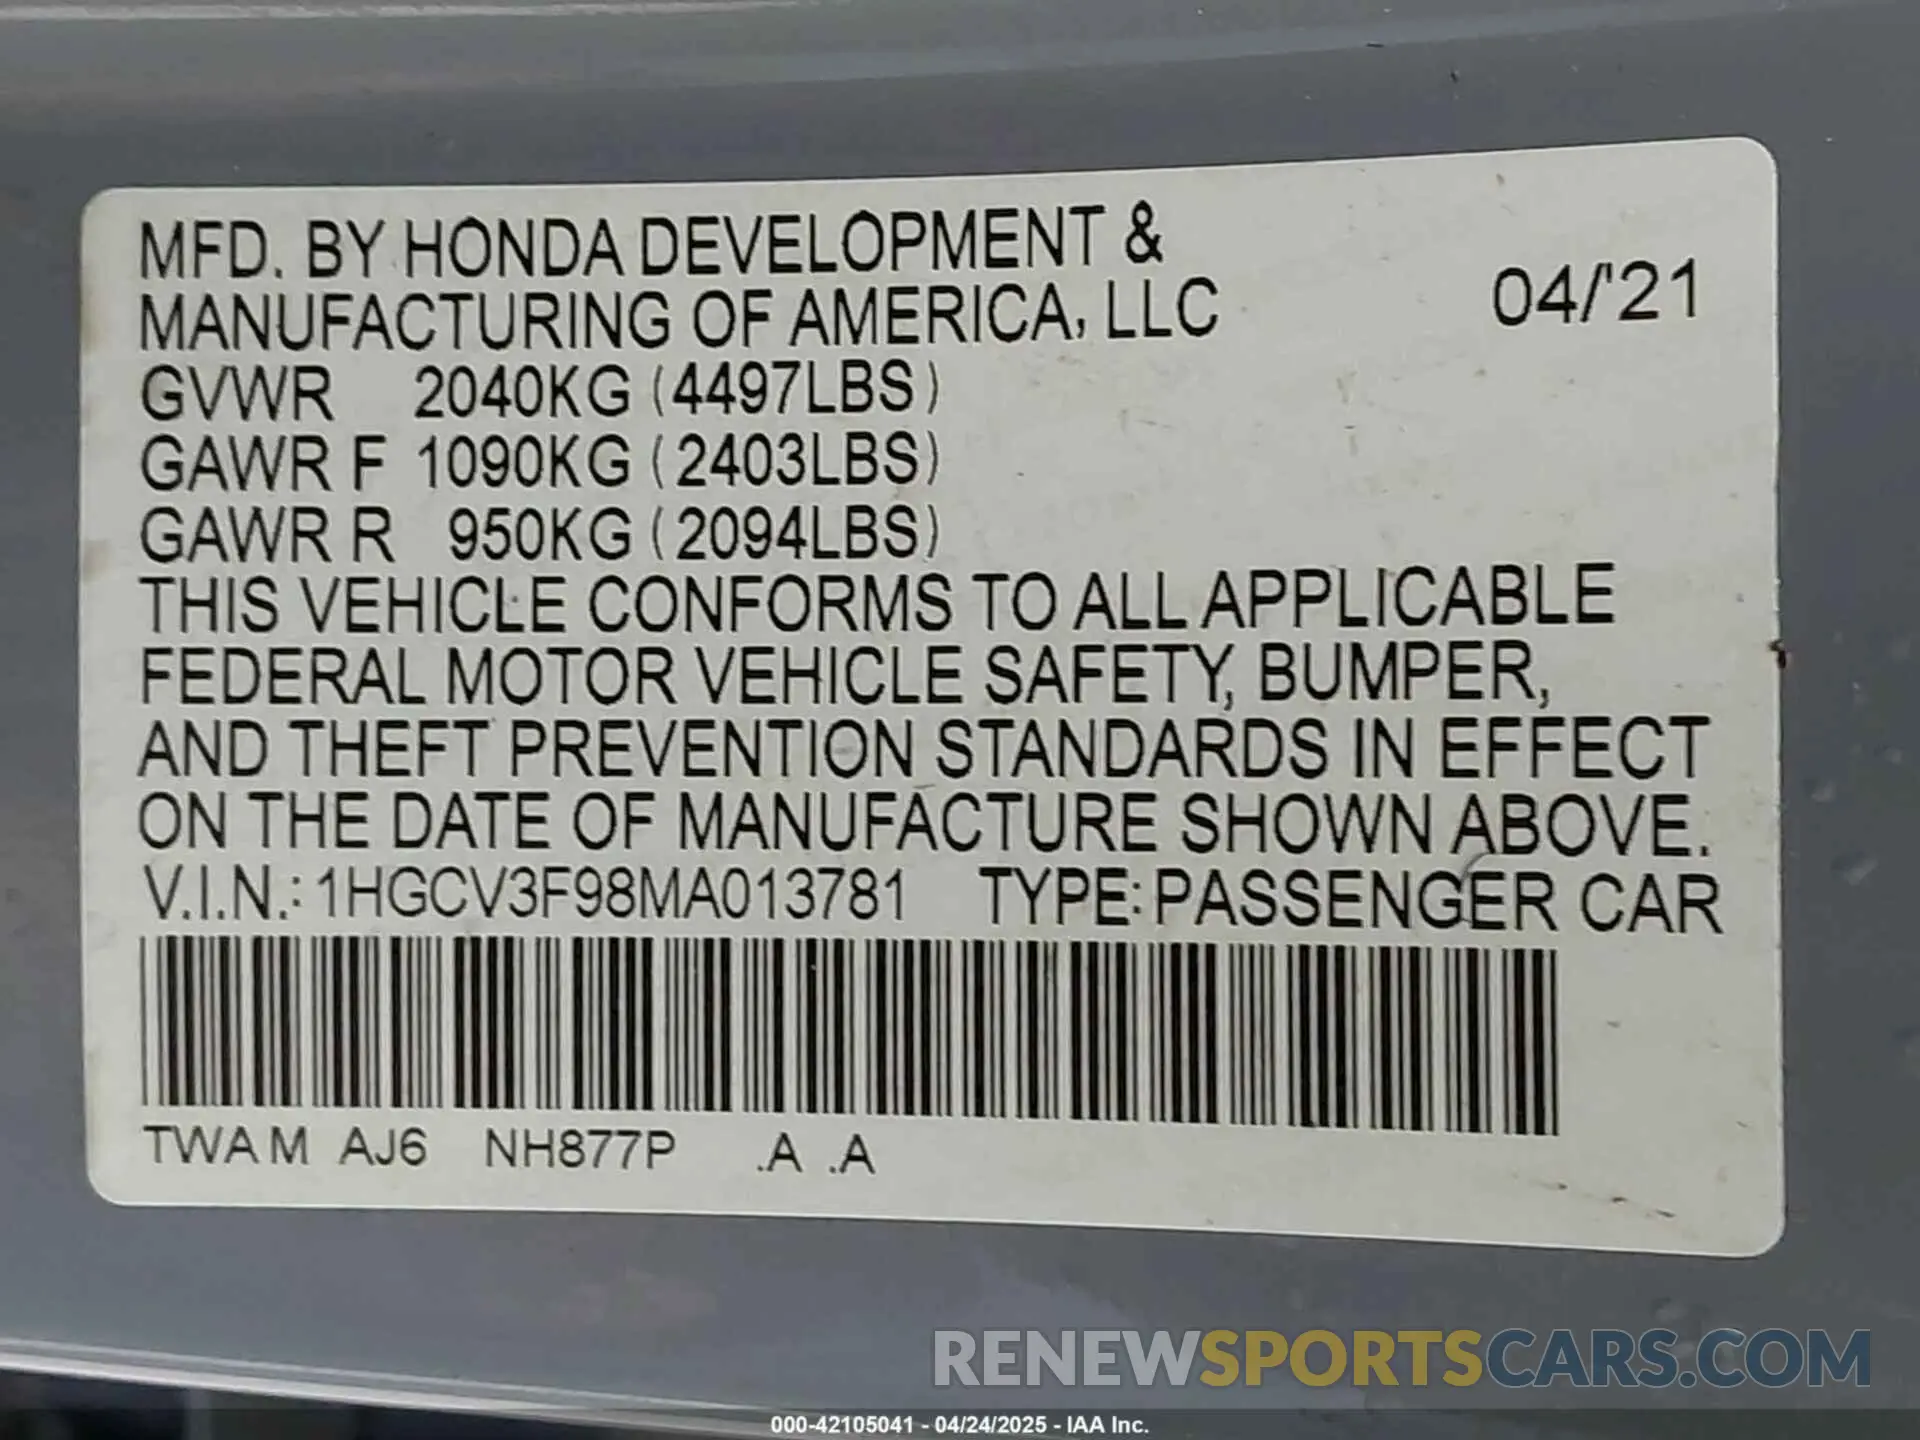 MFD. BY HONDA DEVELOPMENT &
MANUFACTURING OF AMERICA, LLC 04/'21
GVWR 2040KG (4497LBS)
GAWR F 1090KG (2403LBS)
GAWR R 950KG (2094LBS)
THIS VEHICLE CONFORMS TO ALL APPLICABLE
FEDERAL MOTOR VEHICLE SAFETY, BUMPER,
AND THEFT PREVENTION STANDARDS IN EFFECT
ON THE DATE OF MANUFACTURE SHOWN ABOVE.
V.I.N.: 1HGCV3F98MA013781 TYPE: PASSENGER CAR
TWA M AJ6 NH877P .A .A
RENEWSPORTSCARS.COM
000-42105041 - 04/24/2025 - IAA Inc.